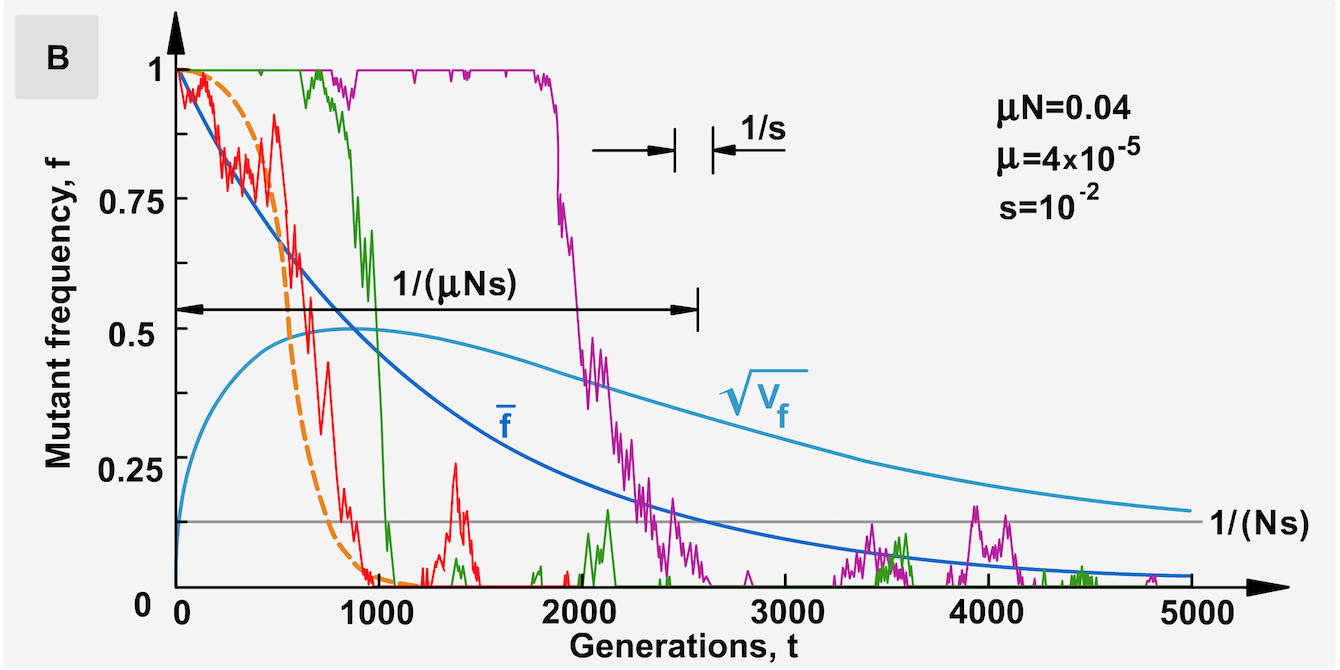 B
Mutant frequency, f
1
0.75
0.5
0.25
0
1/s
μN=0.04
μ=4x10⁻⁵
s=10⁻²
1/(μNs)
f̄
√Vf
1/(Ns)
0 1000 2000 3000 4000 5000
Generations, t